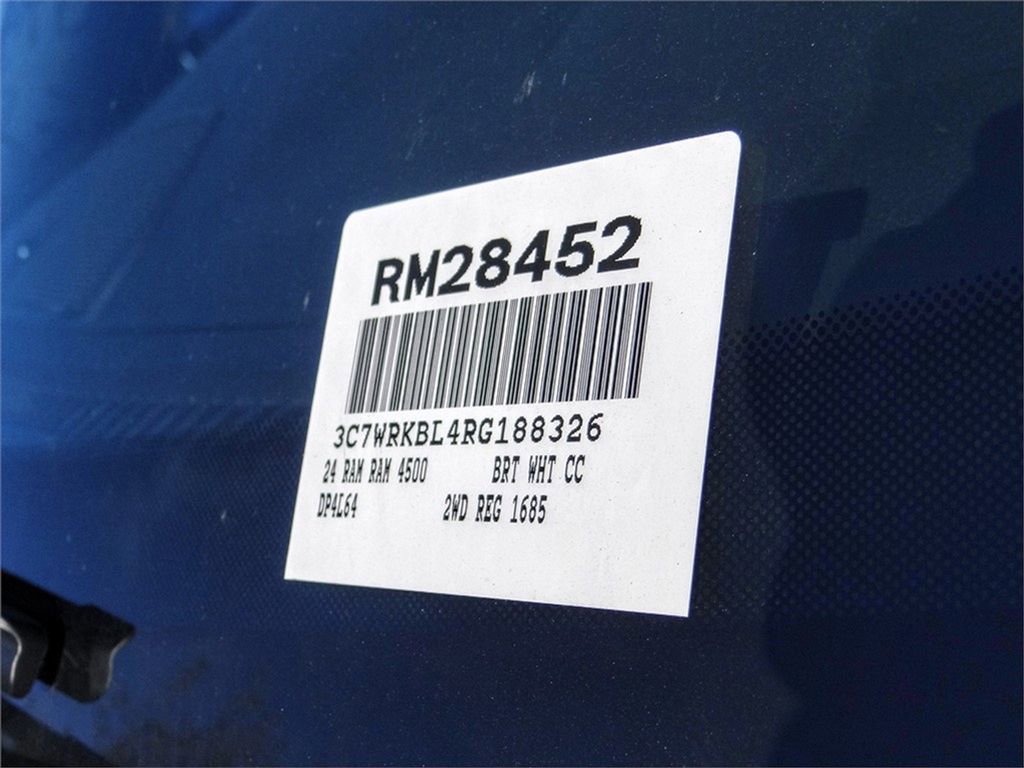 RM28452
3C7WRKBL4RG188326
24 RAM RAM 4500 BRT WHT CC
DP4L64 2WD REG 1685